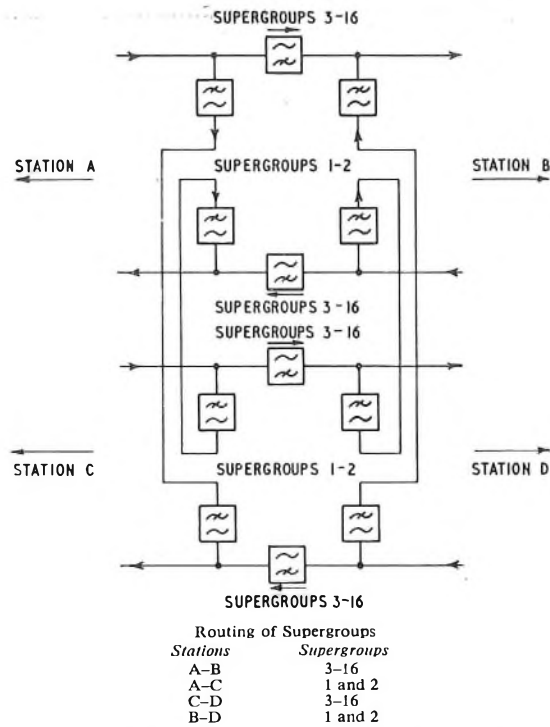 SUPERGROUPS 3-16
SUPERGROUPS 1-2
STATION A
STATION B
SUPERGROUPS 3-16
SUPERGROUPS 3-16
STATION C
SUPERGROUPS 1-2
STATION D
SUPERGROUPS 3-16
Routing of Supergroups
Stations Supergroups
A–B 3–16
A–C 1 and 2
C–D 3–16
B–D 1 and 2